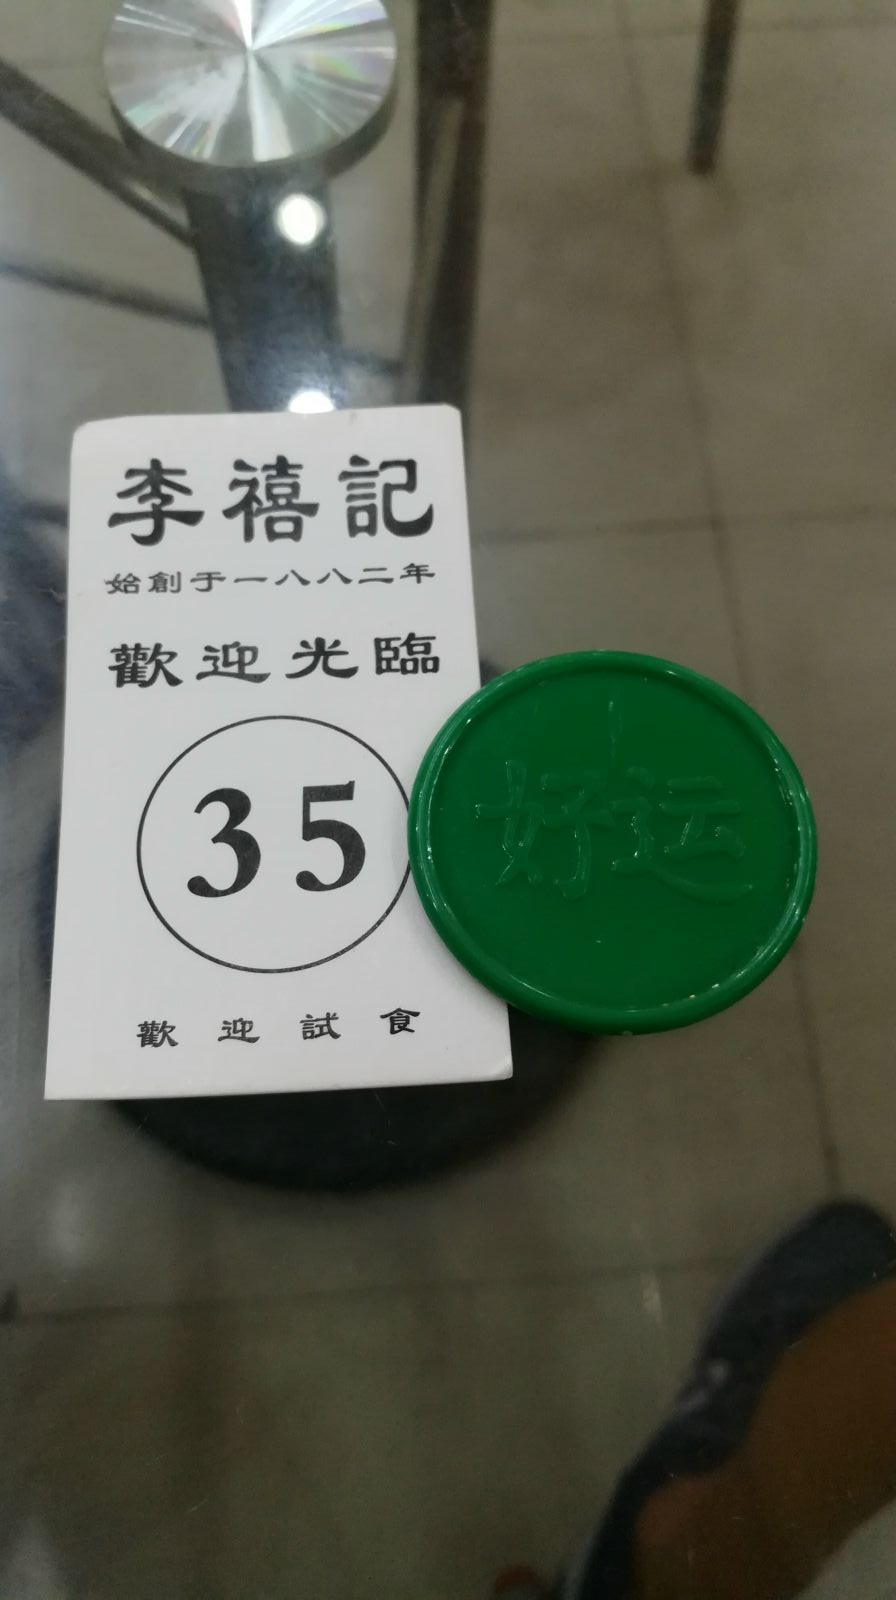 李禧記
始創于一八八二年
歡迎光臨
35
歡迎試食
好运